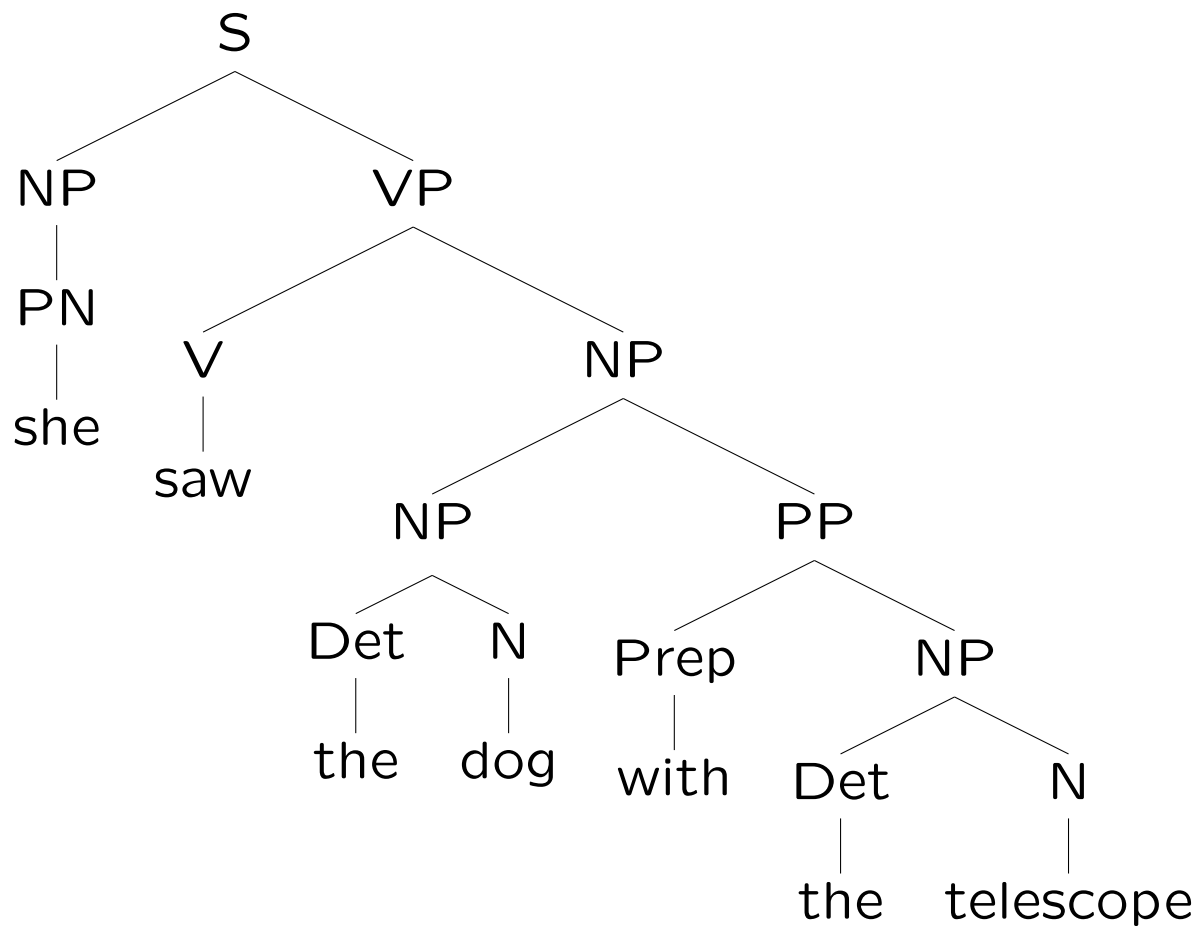 S
NP VP
PN
V NP
she
saw
NP PP
Det N Prep NP
the dog with Det N
the telescope